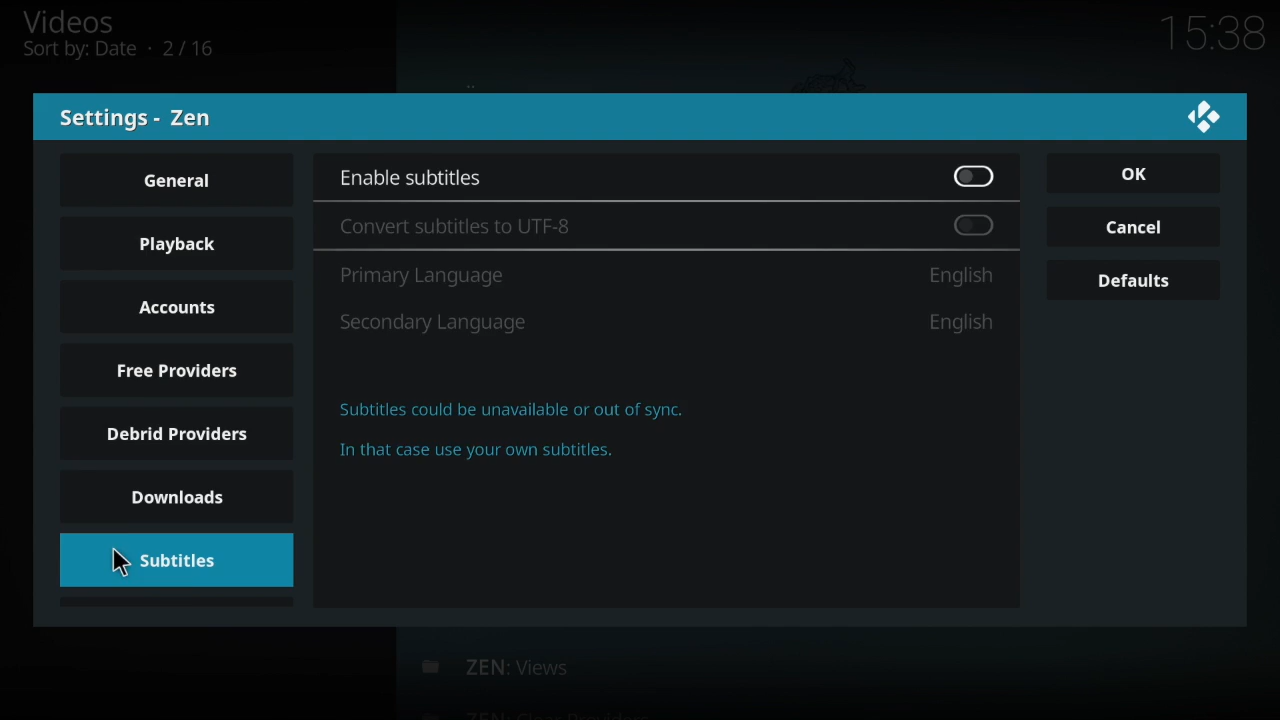 Videos
Sort by: Date · 2 / 16
15:38
..
Settings - Zen
General
Playback
Accounts
Free Providers
Debrid Providers
Downloads
Subtitles
Enable subtitles
Convert subtitles to UTF-8
Primary Language English
Secondary Language English
Subtitles could be unavailable or out of sync.
In that case use your own subtitles.
OK
Cancel
Defaults
ZEN: Views